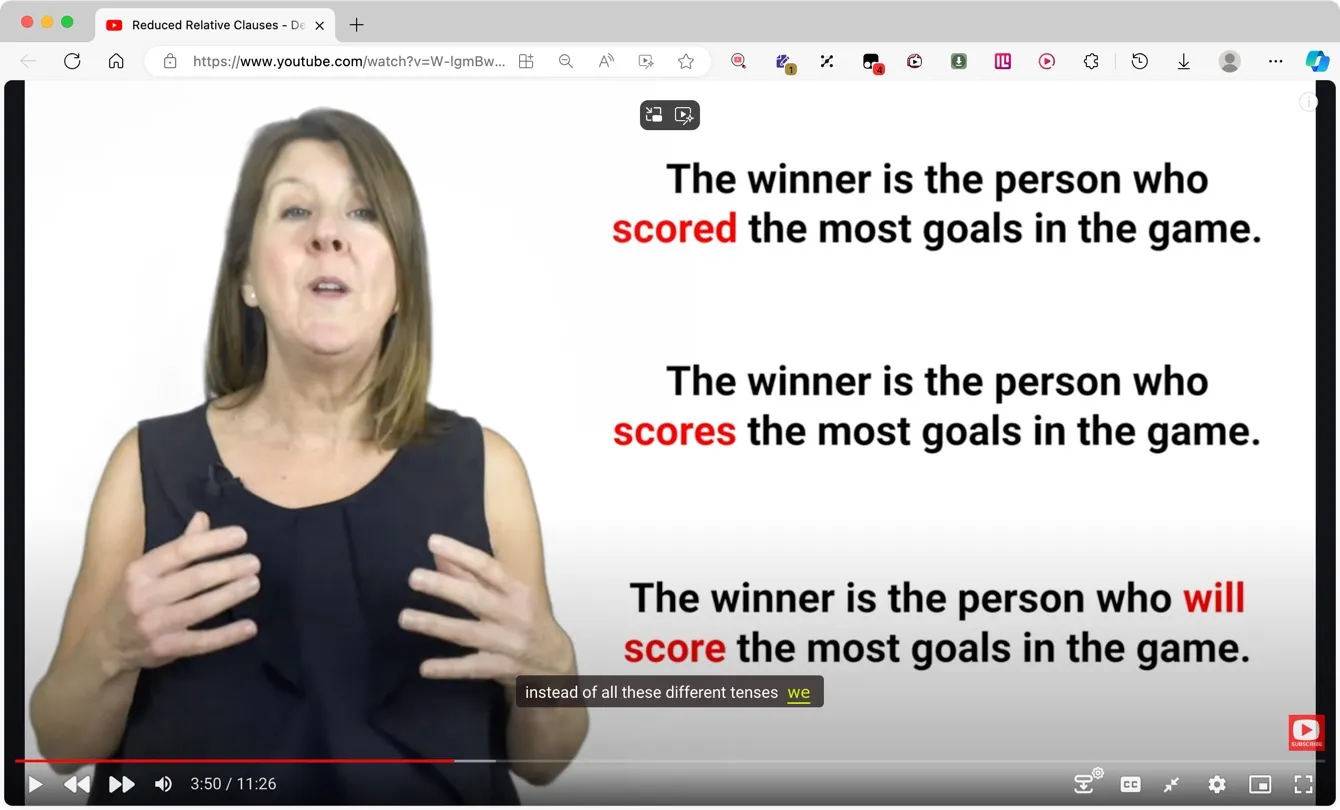 Reduced Relative Clauses - De
https://www.youtube.com/watch?v=W-IgmBw...
1
4
The winner is the person who
scored the most goals in the game.
The winner is the person who
scores the most goals in the game.
The winner is the person who will
score the most goals in the game.
instead of all these different tenses we
SUBSCRIBE
3:50 / 11:26
CC